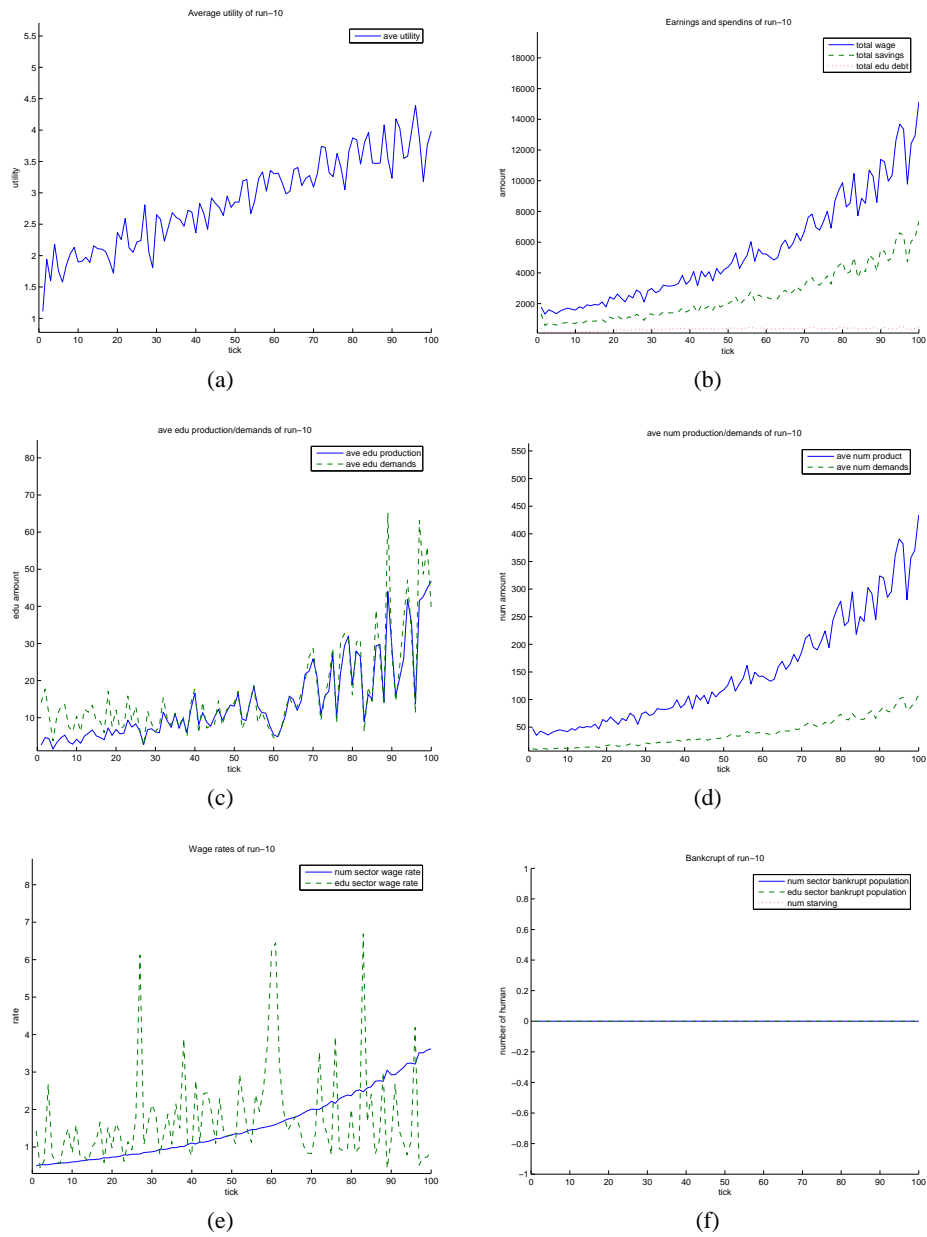 Average utility of run−10
5.5
5
4.5
4
3.5
3
2.5
2
1.5
1
utility
ave utility
0 10 20 30 40 50 60 70 80 90 100
tick
(a)
Earnings and spendins of run−10
18000
16000
14000
12000
10000
8000
6000
4000
2000
amount
total wage
total savings
total edu debt
0 10 20 30 40 50 60 70 80 90 100
tick
(b)
ave edu production/demands of run−10
80
70
60
50
40
30
20
10
edu amount
ave edu production
ave edu demands
0 10 20 30 40 50 60 70 80 90 100
tick
(c)
ave num production/demands of run−10
550
500
450
400
350
300
250
200
150
100
50
num amount
ave num product
ave num demands
0 10 20 30 40 50 60 70 80 90 100
tick
(d)
Wage rates of run−10
8
7
6
5
4
3
2
1
rate
num sector wage rate
edu sector wage rate
0 10 20 30 40 50 60 70 80 90 100
tick
(e)
Bankcrupt of run−10
1
0.8
0.6
0.4
0.2
0
−0.2
−0.4
−0.6
−0.8
−1
number of human
num sector bankrupt population
edu sector bankrupt population
num starving
0 10 20 30 40 50 60 70 80 90 100
tick
(f)